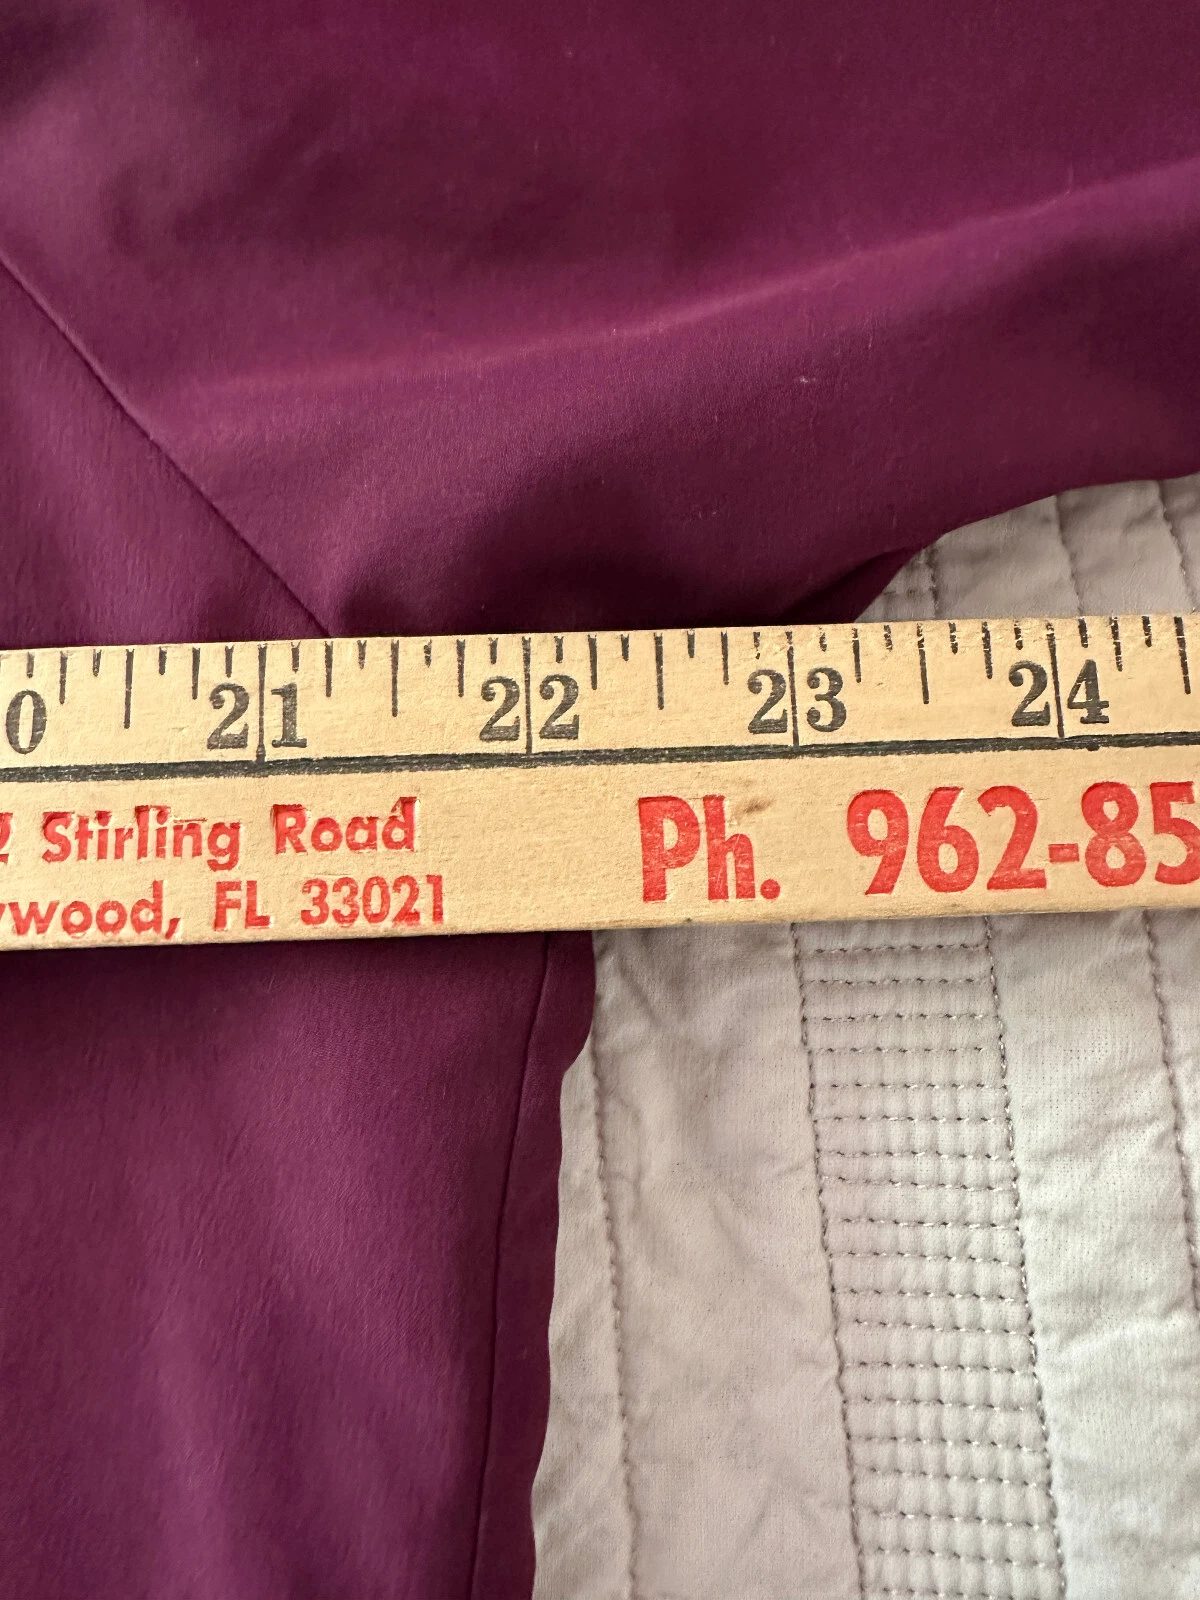 0 21 22 23 24
Stirling Road Ph. 962-85
wood, FL 33021